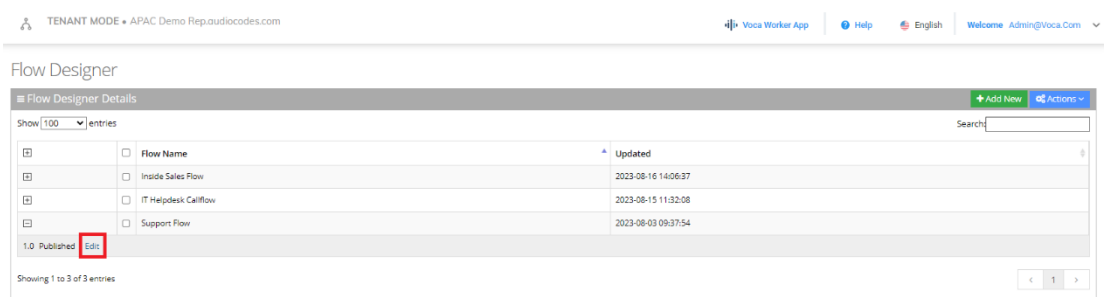 TENANT MODE • APAC Demo Rep.audiocodes.com Voca Worker App Help English Welcome Admin@Voca.Com
Flow Designer
Flow Designer Details + Add New Actions
Show 100 entries Search:
Flow Name Updated
Inside Sales Flow 2023-08-16 14:06:37
IT Helpdesk Callflow 2023-08-15 11:32:08
Support Flow 2023-08-03 09:37:54
1.0 Published Edit
Showing 1 to 3 of 3 entries 1